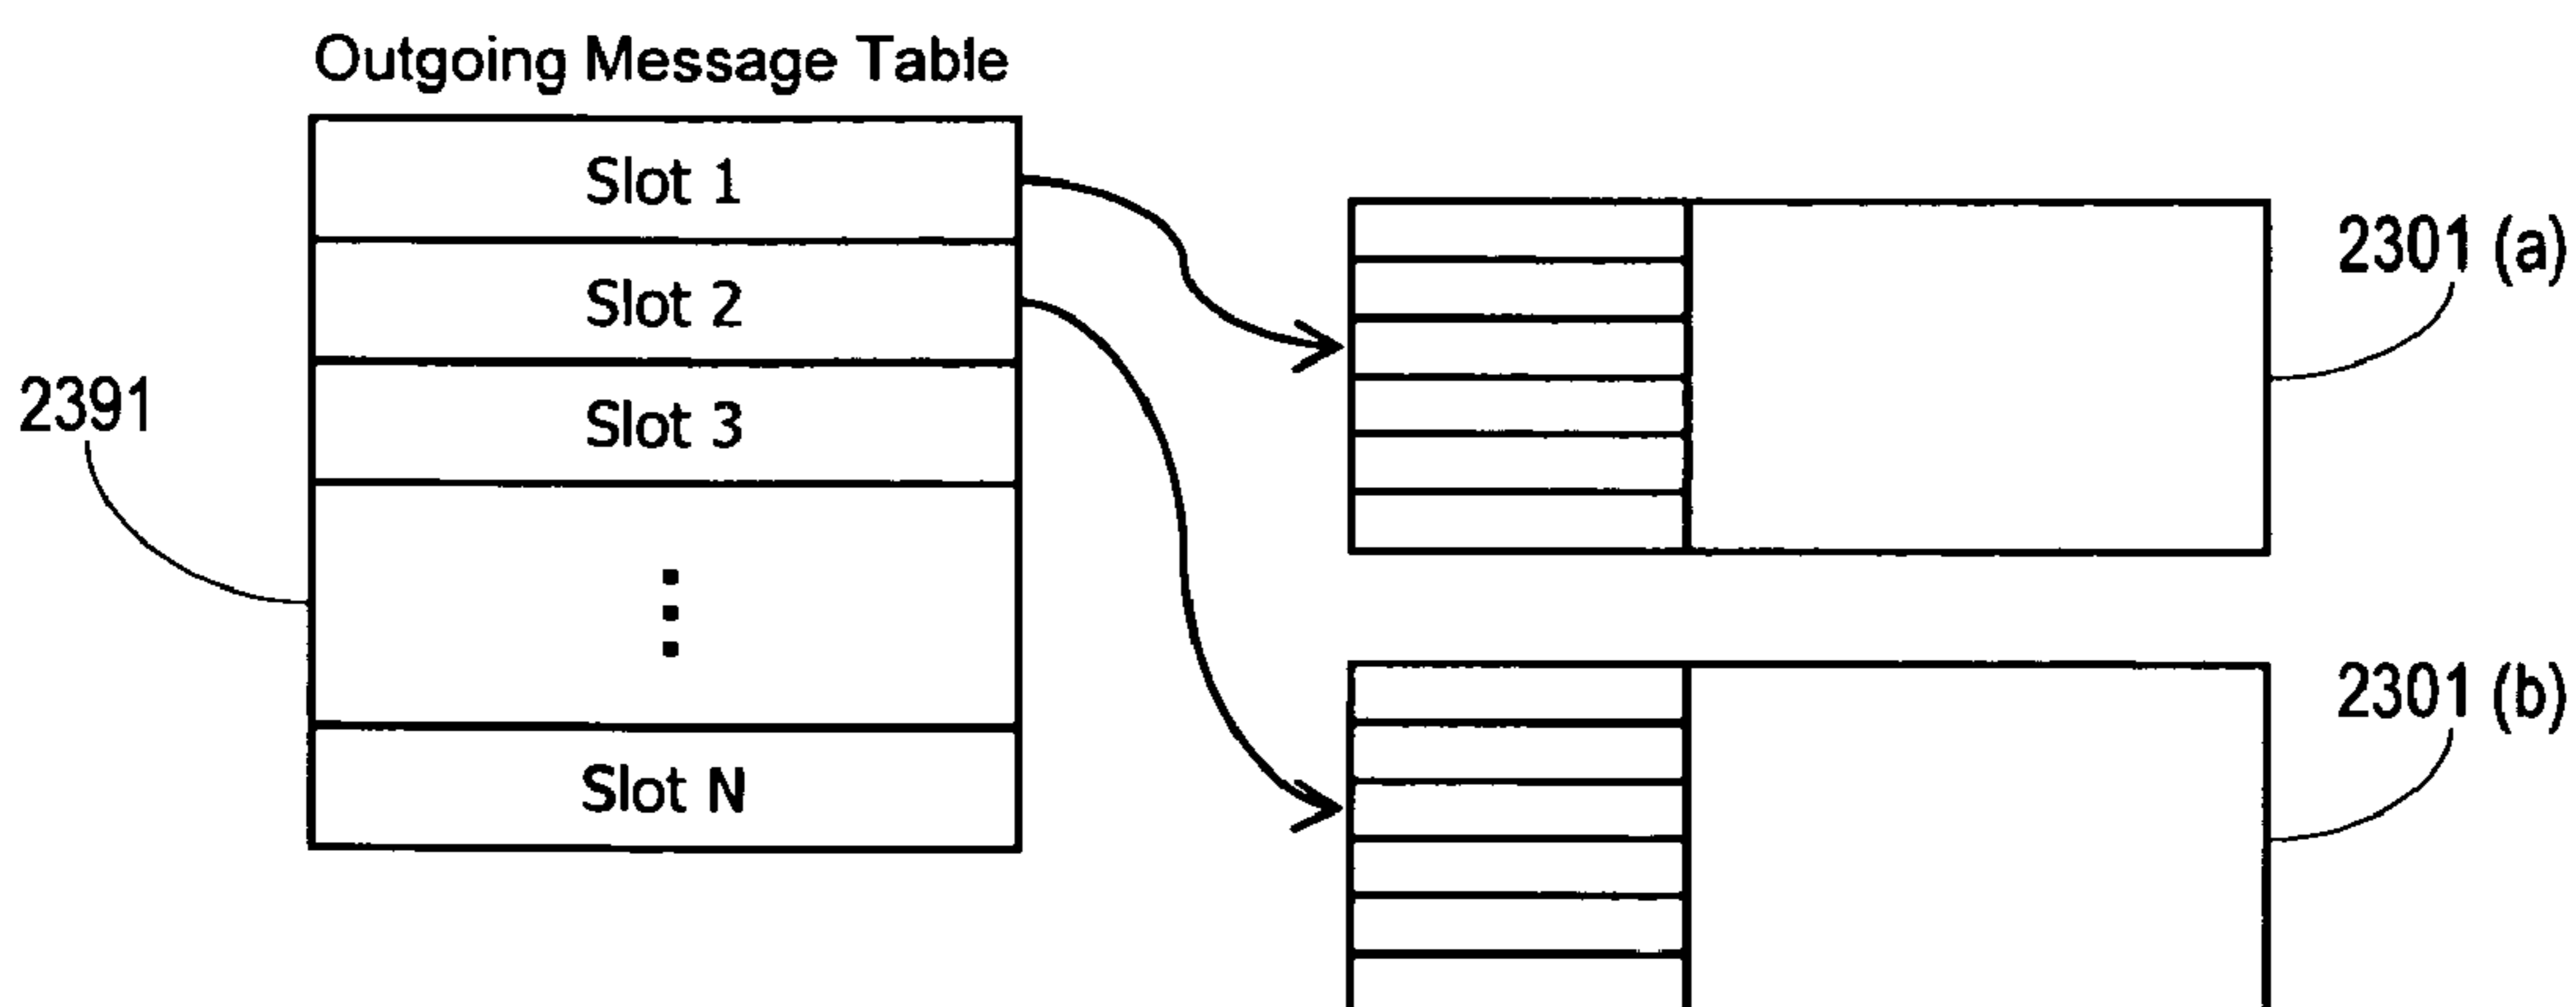 Outgoing Message Table
Slot 1
2301 (a)
Slot 2
2391
Slot 3
⋮
2301 (b)
Slot N